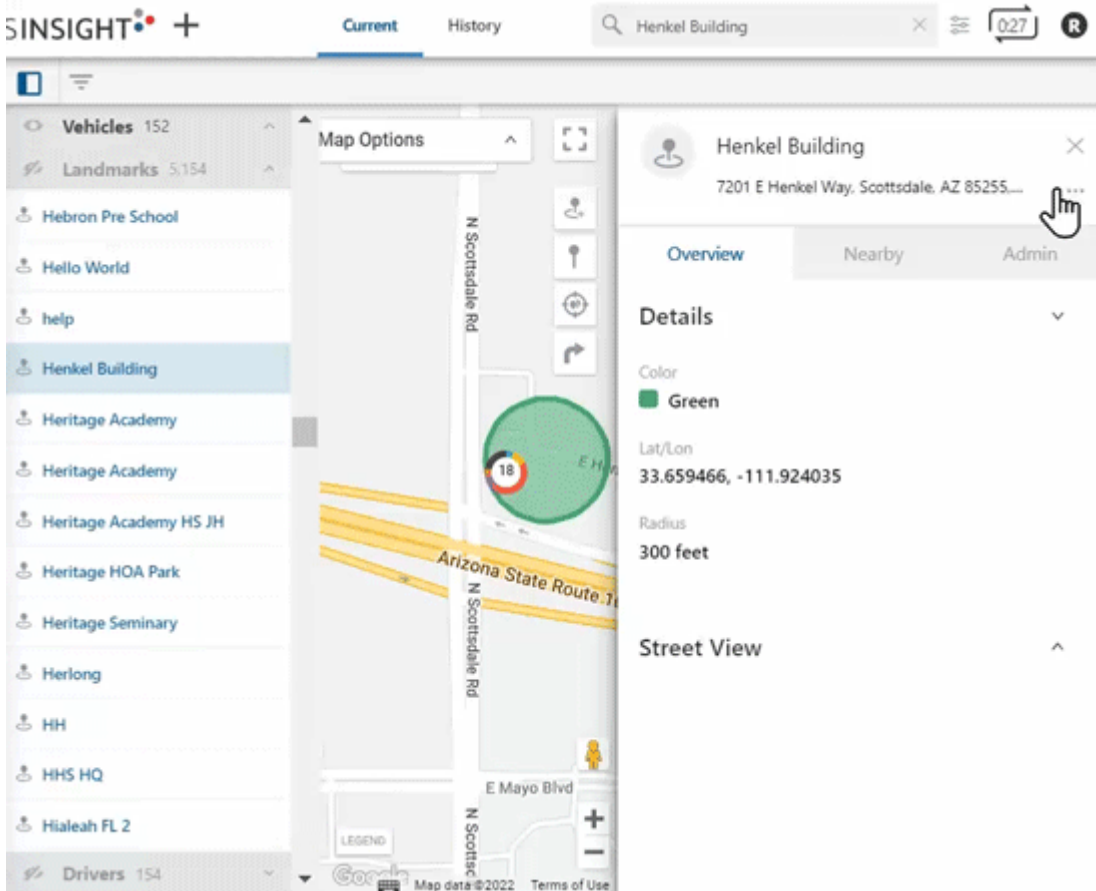 SINSIGHT
Current
History
Henkel Building
0:27
R
Vehicles 152
Landmarks 5,154
Hebron Pre School
Hello World
help
Henkel Building
Heritage Academy
Heritage Academy
Heritage Academy HS JH
Heritage HOA Park
Heritage Seminary
Herlong
HH
HHS HQ
Hialeah FL 2
Drivers 154
Map Options
N Scottsdale Rd
18
Arizona State Route
N Scottsdale Rd
E Mayo Blvd
N Scottsc
LEGEND
Google
Map data ©2022 Terms of Use
Henkel Building
7201 E Henkel Way, Scottsdale, AZ 85255,...
Overview
Nearby
Admin
Details
Color
Green
Lat/Lon
33.659466, -111.924035
Radius
300 feet
Street View